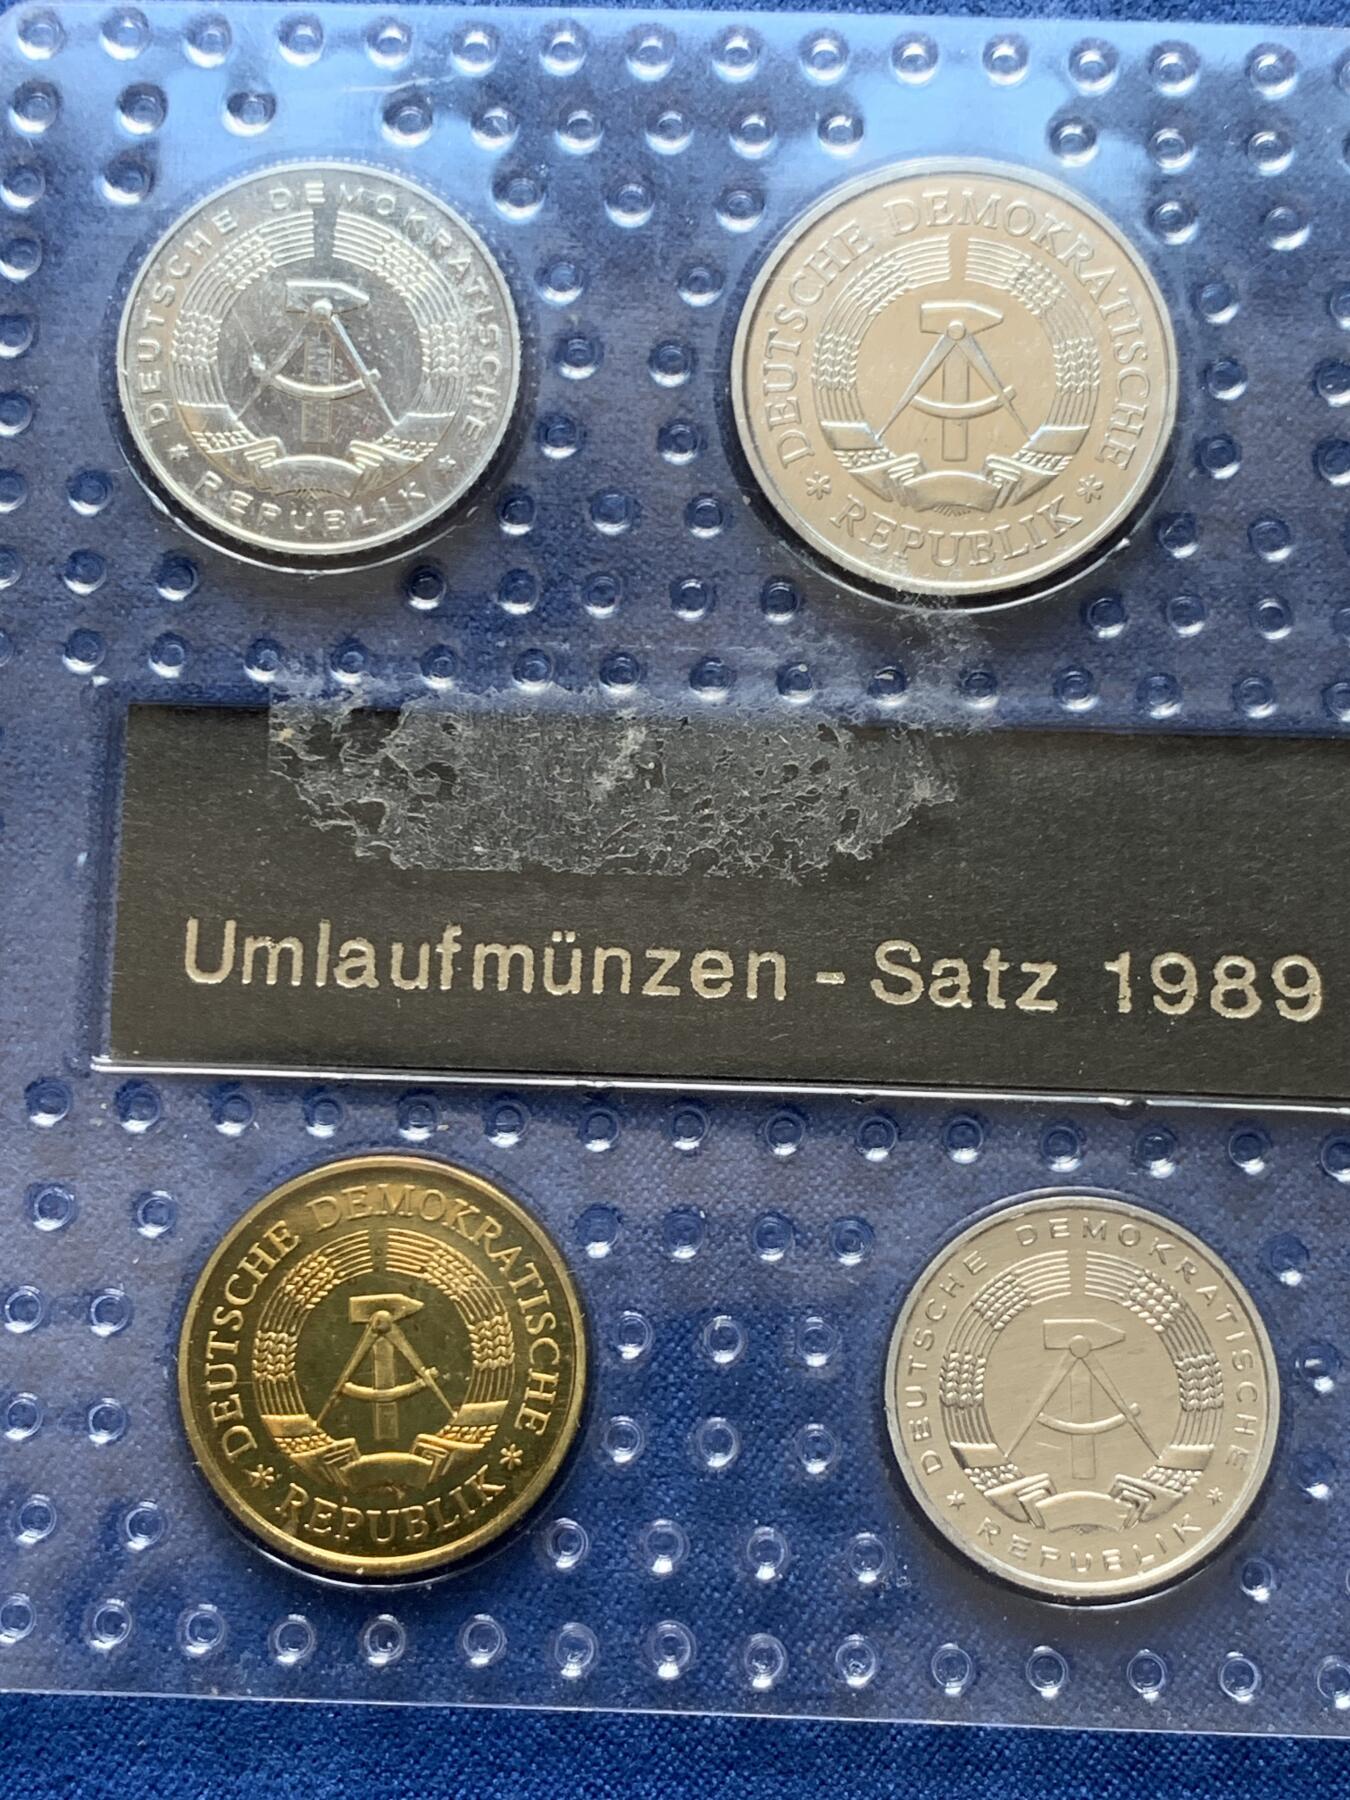 DEUTSCHE DEMOKRATISCHE
* REPUBLIK *
DEUTSCHE DEMOKRATISCHE
* REPUBLIK *
Umlaufmünzen - Satz 1989
DEUTSCHE DEMOKRATISCHE
* REPUBLIK *
DEUTSCHE DEMOKRATISCHE
* REPUBLIK *